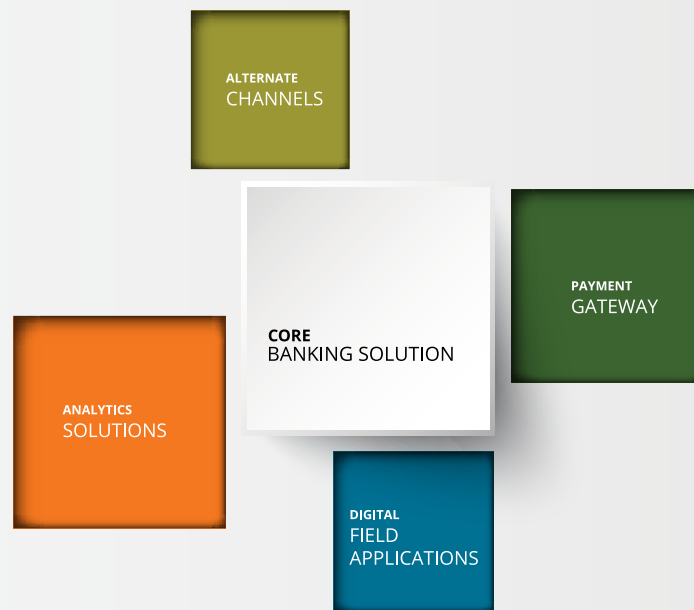 ALTERNATE
CHANNELS
PAYMENT
GATEWAY
CORE
BANKING SOLUTION
ANALYTICS
SOLUTIONS
DIGITAL
FIELD
APPLICATIONS